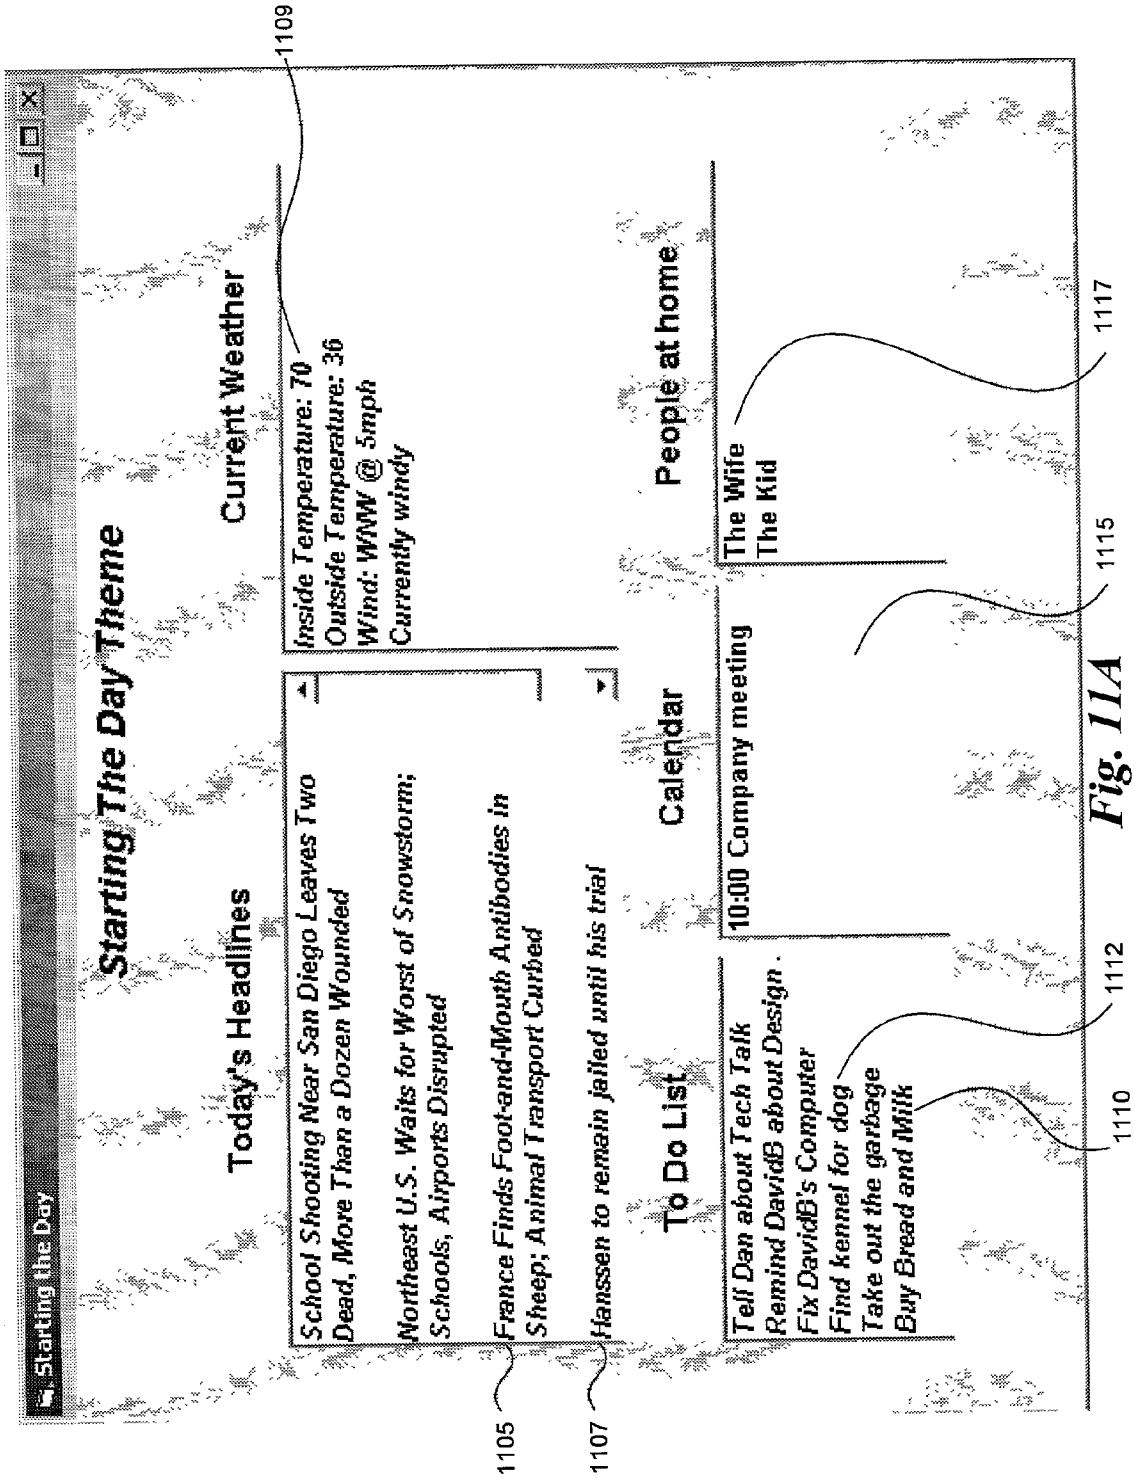 Starting the Day
Starting The Day Theme
Today's Headlines
School Shooting Near San Diego Leaves Two
Dead, More Than a Dozen Wounded
Northeast U.S. Waits for Worst of Snowstorm;
Schools, Airports Disrupted
France Finds Foot-and-Mouth Antibodies in
Sheep; Animal Transport Curbed
Hanssen to remain jailed until his trial
Current Weather
Inside Temperature: 70
Outside Temperature: 36
Wind: WNW @ 5mph
Currently windy
To Do List
Tell Dan about Tech Talk
Remind DavidB about Design .
Fix DavidB's Computer
Find kennel for dog
Take out the garbage
Buy Bread and Milk
Calendar
10:00 Company meeting
People at home
The Wife
The Kid
1105
1107
1109
1110
1112
1115
1117
Fig. 11A